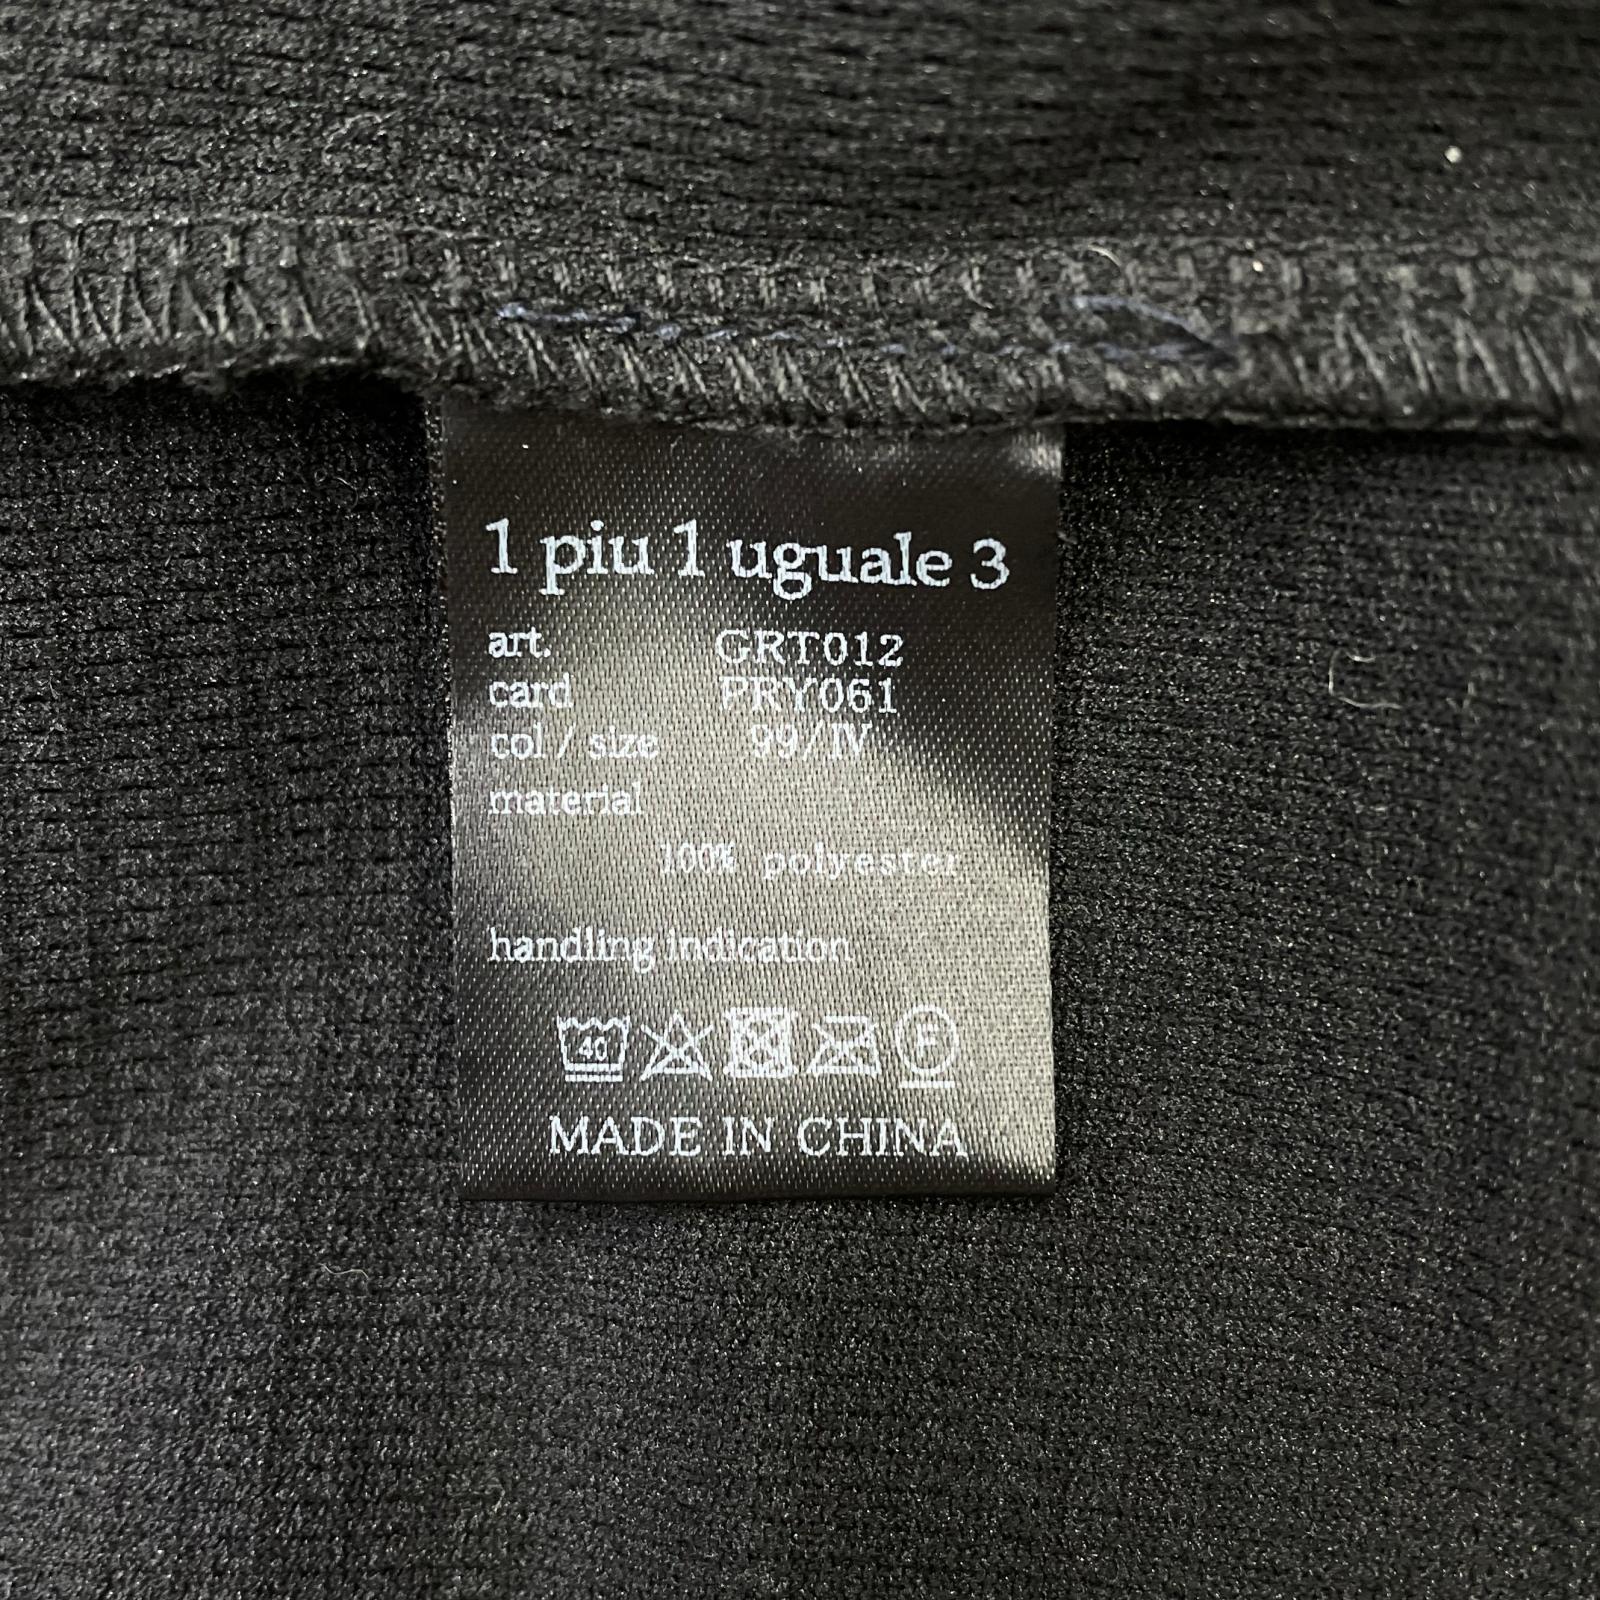 1 piu 1 uguale 3
art. GRT012
card PRY061
col / size 99/IV
material
100% polyester
handling indication
40 F
MADE IN CHINA